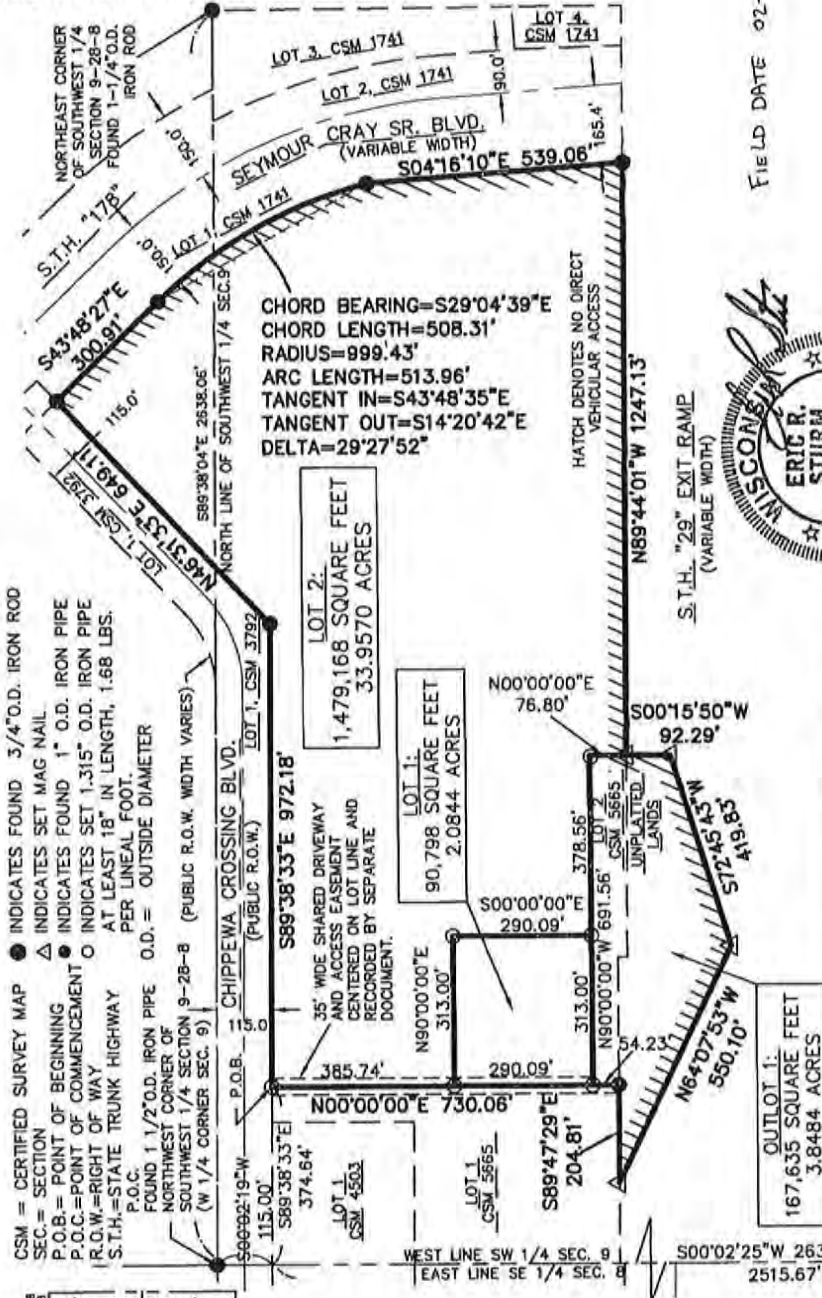 CSM = CERTIFIED SURVEY MAP
SEC.= SECTION
P.O.B.= POINT OF BEGINNING
P.O.C.=POINT OF COMMENCEMENT
R.O.W.=RIGHT OF WAY
S.T.H.=STATE TRUNK HIGHWAY
● INDICATES FOUND 3/4"O.D. IRON ROD
△ INDICATES SET MAG NAIL.
● INDICATES FOUND 1" O.D. IRON PIPE
○ INDICATES SET 1.315" O.D. IRON PIPE
AT LEAST 18" IN LENGTH, 1.68 LBS.
PER LINEAL FOOT.
O.D. = OUTSIDE DIAMETER
P.O.C.
FOUND 1 1/2"O.D. IRON PIPE
NORTHWEST CORNER OF
SOUTHWEST 1/4 SECTION 9-28-8
(W 1/4 CORNER SEC. 9)
(PUBLIC R.O.W. WIDTH VARIES)
NORTHEAST CORNER
OF SOUTHWEST 1/4
SECTION 9-28-8
FOUND 1-1/4"O.D.
IRON ROD
S.T.H. "178"
150.0'
150.0'
LOT 1, CSM 1741
SEYMOUR CRAY SR. BLVD.
(VARIABLE WIDTH)
LOT 3, CSM 1741
LOT 2, CSM 1741
LOT 4,
CSM 1741
90.0'
165.4'
S04°16'10"E 539.06'
S43°48'27"E
300.91'
115.0'
LOT 1, CSM 3792
N46°31'33"E 649.11'
S89°38'04"E 2638.06'
NORTH LINE OF SOUTHWEST 1/4 SEC.9
CHORD BEARING=S29°04'39"E
CHORD LENGTH=508.31'
RADIUS=999.43'
ARC LENGTH=513.96'
TANGENT IN=S43°48'35"E
TANGENT OUT=S14°20'42"E
DELTA=29°27'52"
HATCH DENOTES NO DIRECT
VEHICULAR ACCESS
LOT 2:
1,479,168 SQUARE FEET
33.9570 ACRES
CHIPPEWA CROSSING BLVD.
(PUBLIC R.O.W.)
LOT 1, CSM 3792
115.0
P.O.B.
S89°38'33"E 972.18'
35' WIDE SHARED DRIVEWAY
AND ACCESS EASEMENT
CENTERED ON LOT LINE AND
RECORDED BY SEPARATE
DOCUMENT.
LOT 1:
90,798 SQUARE FEET
2.0844 ACRES
S00°02'19"W
115.00'
S89°38'33"E
374.64'
385.74'
290.09'
N00°00'00"E 730.06'
N90°00'00"E
313.00'
S00°00'00"E
290.09'
313.00'
378.56'
N90°00'00"W 691.56'
54.23'
N00°00'00"E
76.80'
N89°44'01"W 1247.13'
S00°15'50"W
92.29'
LOT 2
CSM 5665
UNPLATTED
LANDS
S72°45'43"W
419.83'
N64°07'53"W
550.10'
LOT 1
CSM 4503
LOT 1
CSM 5665
S89°47'29"E
204.81'
WEST LINE SW 1/4 SEC. 9
EAST LINE SE 1/4 SEC. 8
S00°02'25"W 263
2515.67'
OUTLOT 1:
167,635 SQUARE FEET
3.8484 ACRES
S.T.H. "29" EXIT RAMP
(VARIABLE WIDTH)
WISCONSIN
ERIC R.
STURM
FIELD DATE 02-